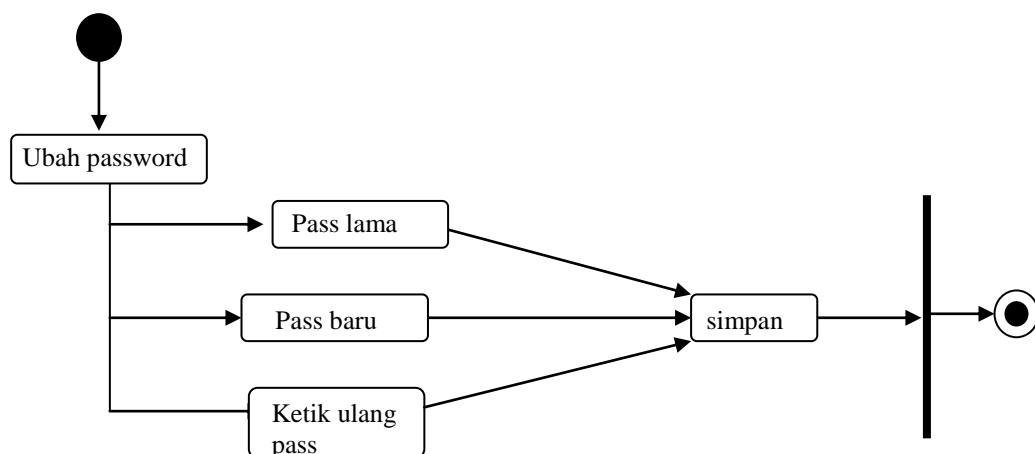 Ubah password
Pass lama
Pass baru
simpan
Ketik ulang
pass